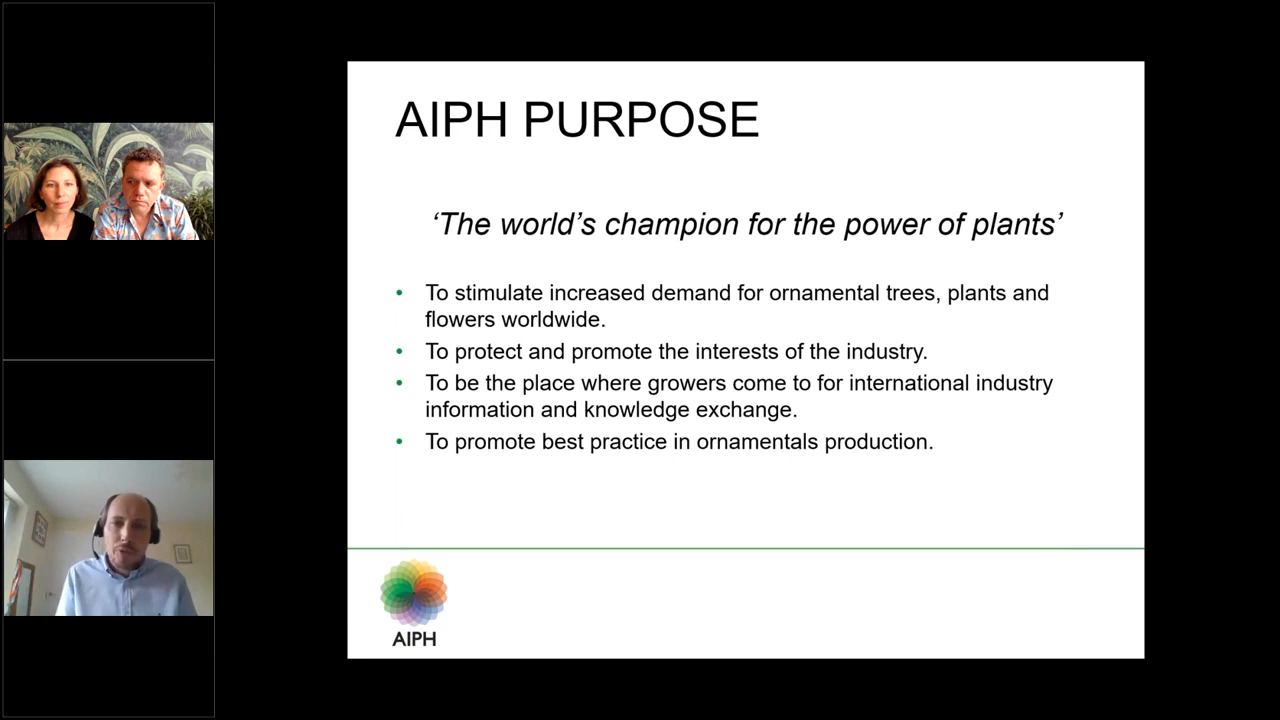 AIPH PURPOSE
‘The world’s champion for the power of plants’
• To stimulate increased demand for ornamental trees, plants and
flowers worldwide.
• To protect and promote the interests of the industry.
• To be the place where growers come to for international industry
information and knowledge exchange.
• To promote best practice in ornamentals production.
AIPH